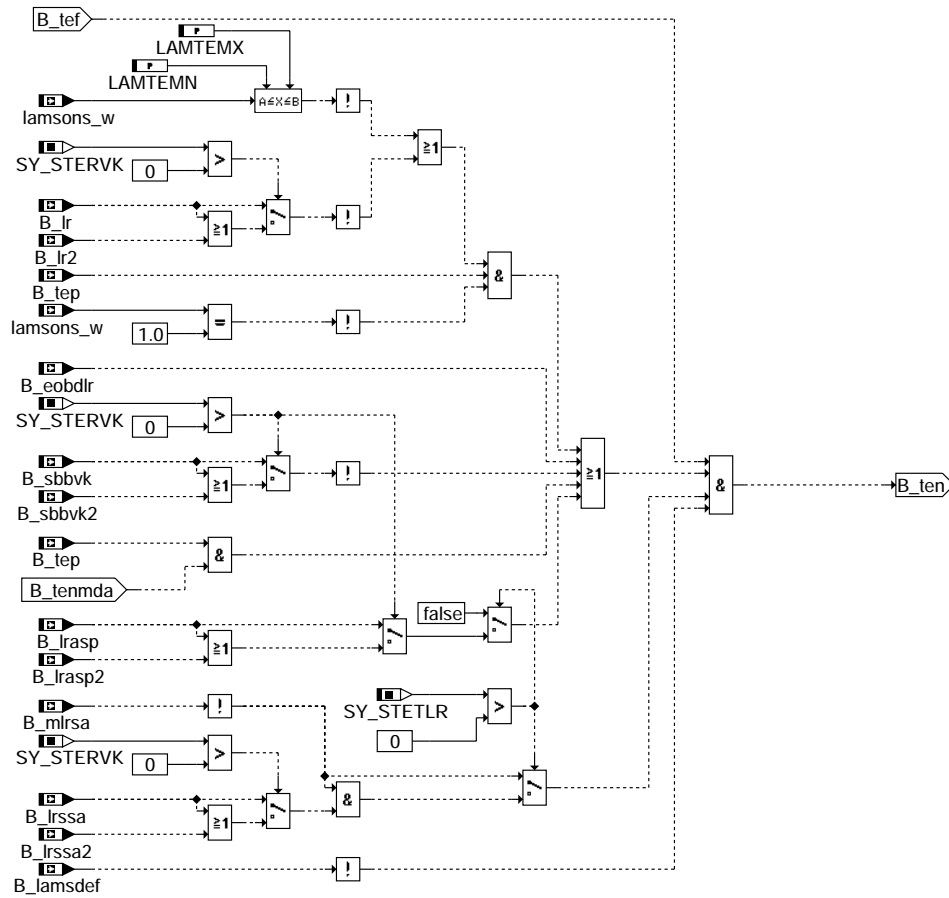 B_tef
P
LAMTEMX
P
LAMTEMN
A≤X≤B
!
lamsons_w
≧1
SY_STERVK
>
0
B_lr
≧1
!
B_lr2
&
B_tep
lamsons_w
=
!
1.0
B_eobdlr
SY_STERVK
>
0
≧1
&
B_ten
B_sbbvk
≧1
!
B_sbbvk2
B_tep
&
B_tenmda
false
B_lrasp
≧1
B_lrasp2
SY_STETLR
>
0
B_mlrsa
!
SY_STERVK
>
0
&
B_lrssa
≧1
B_lrssa2
!
B_lamsdef